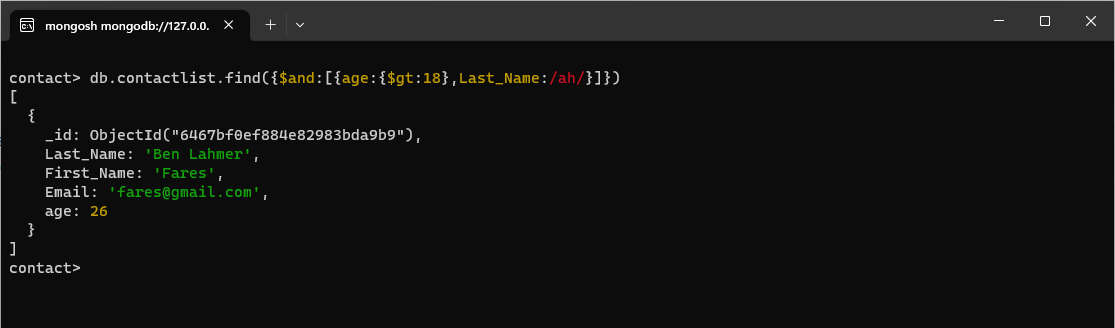 mongosh mongodb://127.0.0.
contact> db.contactlist.find({$and:[{age:{$gt:18},Last_Name:/ah/}]})
[
  {
    _id: ObjectId("6467bf0ef884e82983bda9b9"),
    Last_Name: 'Ben Lahmer',
    First_Name: 'Fares',
    Email: 'fares@gmail.com',
    age: 26
  }
]
contact>